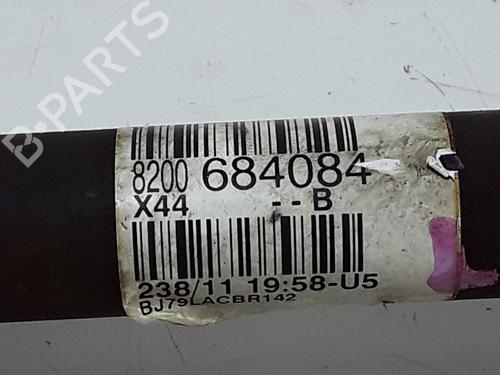 B-PARTS
8200 684084
X44 --B
238/11 19:58-U5
BJ79LACBR142